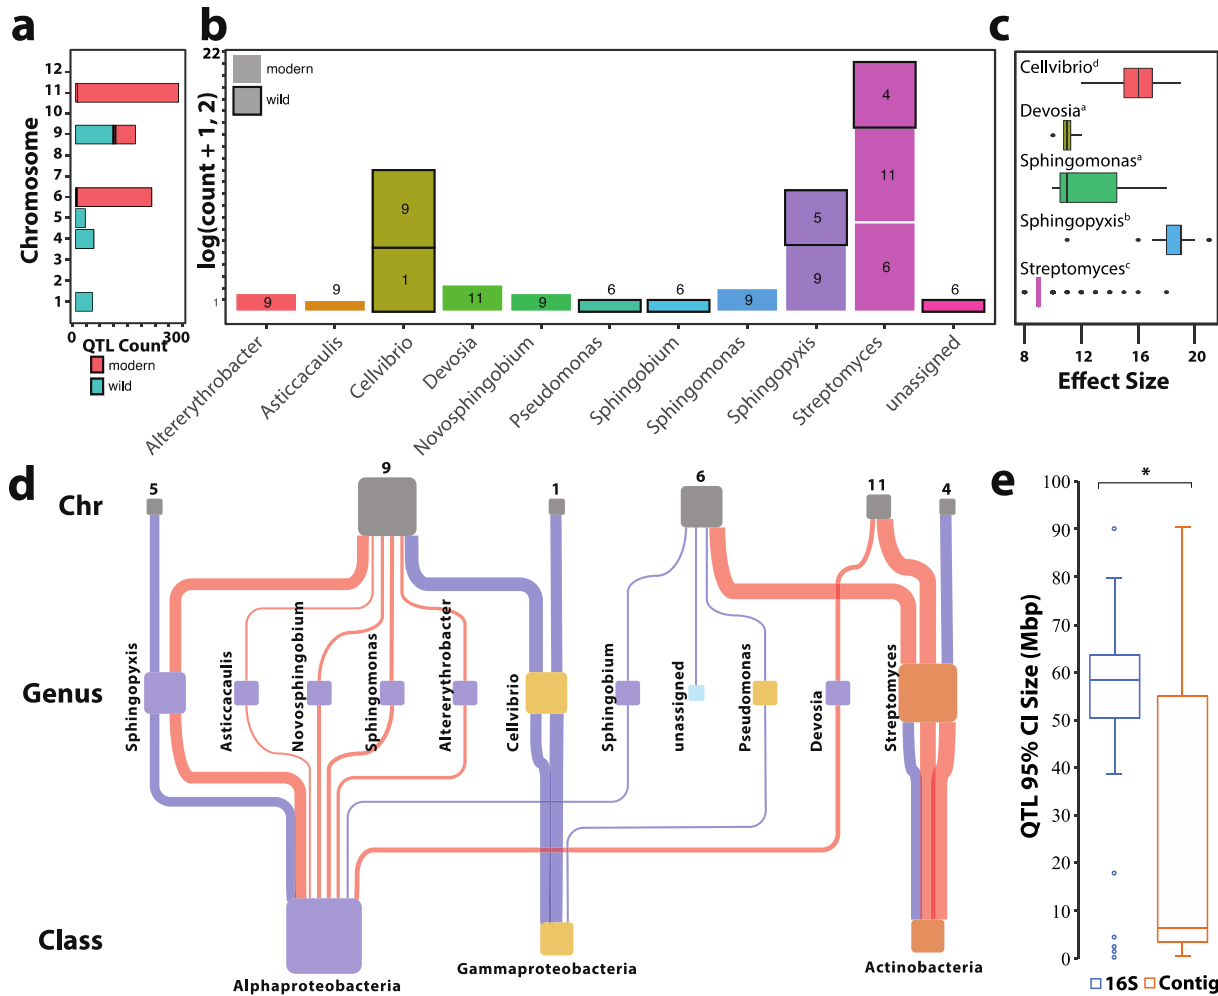 a
Chromosome
12
11
10
9
8
7
6
5
4
3
2
1
0
300
QTL Count
modern
wild
b
log(count + 1, 2)
22
1
modern
wild
9
9
9
1
11
9
6
6
9
5
9
4
11
6
6
Altererythrobacter
Asticcacaulis
Cellvibrio
Devosia
Novosphingobium
Pseudomonas
Sphingobium
Sphingomonas
Sphingopyxis
Streptomyces
unassigned
c
Cellvibrioᵈ
Devosiaᵃ
Sphingomonasᵃ
Sphingopyxisᵇ
Streptomycesᶜ
8 12 16 20
Effect Size
d
Chr
5 9 1 6 11 4
Genus
Sphingopyxis
Asticcacaulis
Novosphingobium
Sphingomonas
Altererythrobacter
Cellvibrio
Sphingobium
unassigned
Pseudomonas
Devosia
Streptomyces
Class
Alphaproteobacteria
Gammaproteobacteria
Actinobacteria
e
*
QTL 95% CI Size (Mbp)
100
90
80
70
60
50
40
30
20
10
0
16S Contig